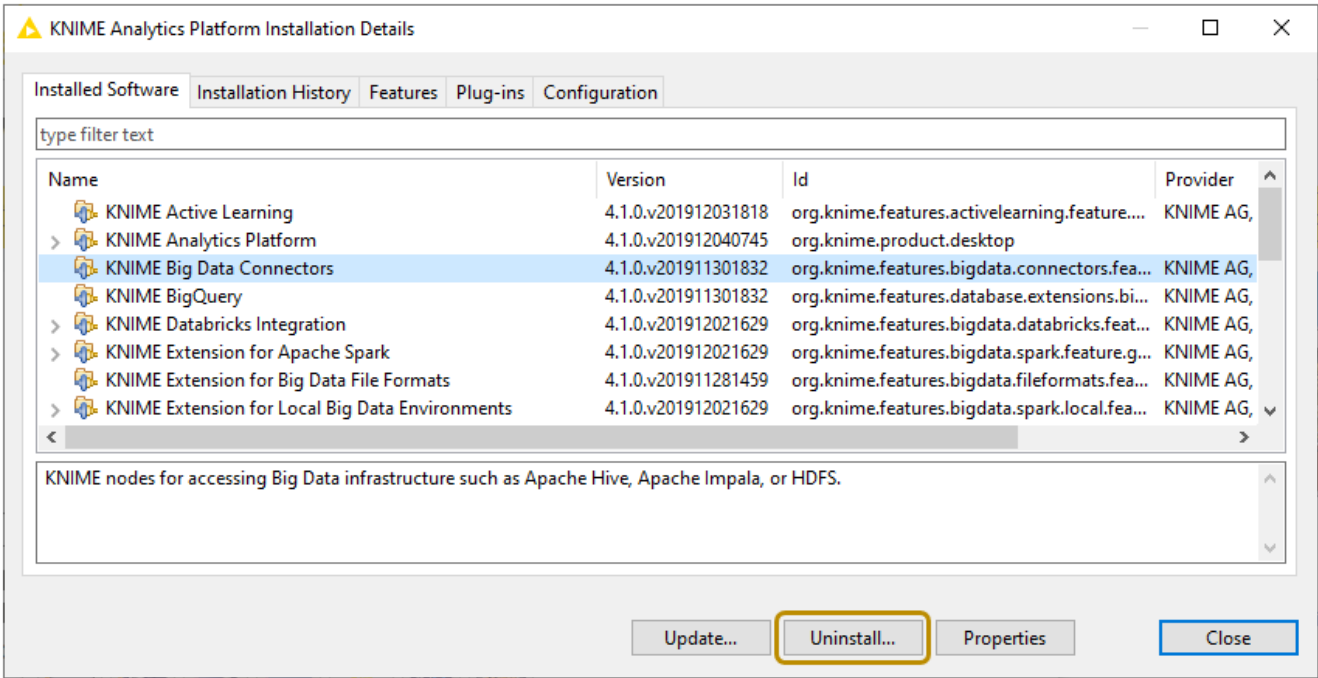 KNIME Analytics Platform Installation Details
Installed Software Installation History Features Plug-ins Configuration
type filter text
Name Version Id Provider
KNIME Active Learning 4.1.0.v201912031818 org.knime.features.activelearning.feature.... KNIME AG,
KNIME Analytics Platform 4.1.0.v201912040745 org.knime.product.desktop
KNIME Big Data Connectors 4.1.0.v201911301832 org.knime.features.bigdata.connectors.fea... KNIME AG,
KNIME BigQuery 4.1.0.v201911301832 org.knime.features.database.extensions.bi... KNIME AG,
KNIME Databricks Integration 4.1.0.v201912021629 org.knime.features.bigdata.databricks.feat... KNIME AG,
KNIME Extension for Apache Spark 4.1.0.v201912021629 org.knime.features.bigdata.spark.feature.g... KNIME AG,
KNIME Extension for Big Data File Formats 4.1.0.v201911281459 org.knime.features.bigdata.fileformats.fea... KNIME AG,
KNIME Extension for Local Big Data Environments 4.1.0.v201912021629 org.knime.features.bigdata.spark.local.fea... KNIME AG,
KNIME nodes for accessing Big Data infrastructure such as Apache Hive, Apache Impala, or HDFS.
Update... Uninstall... Properties Close